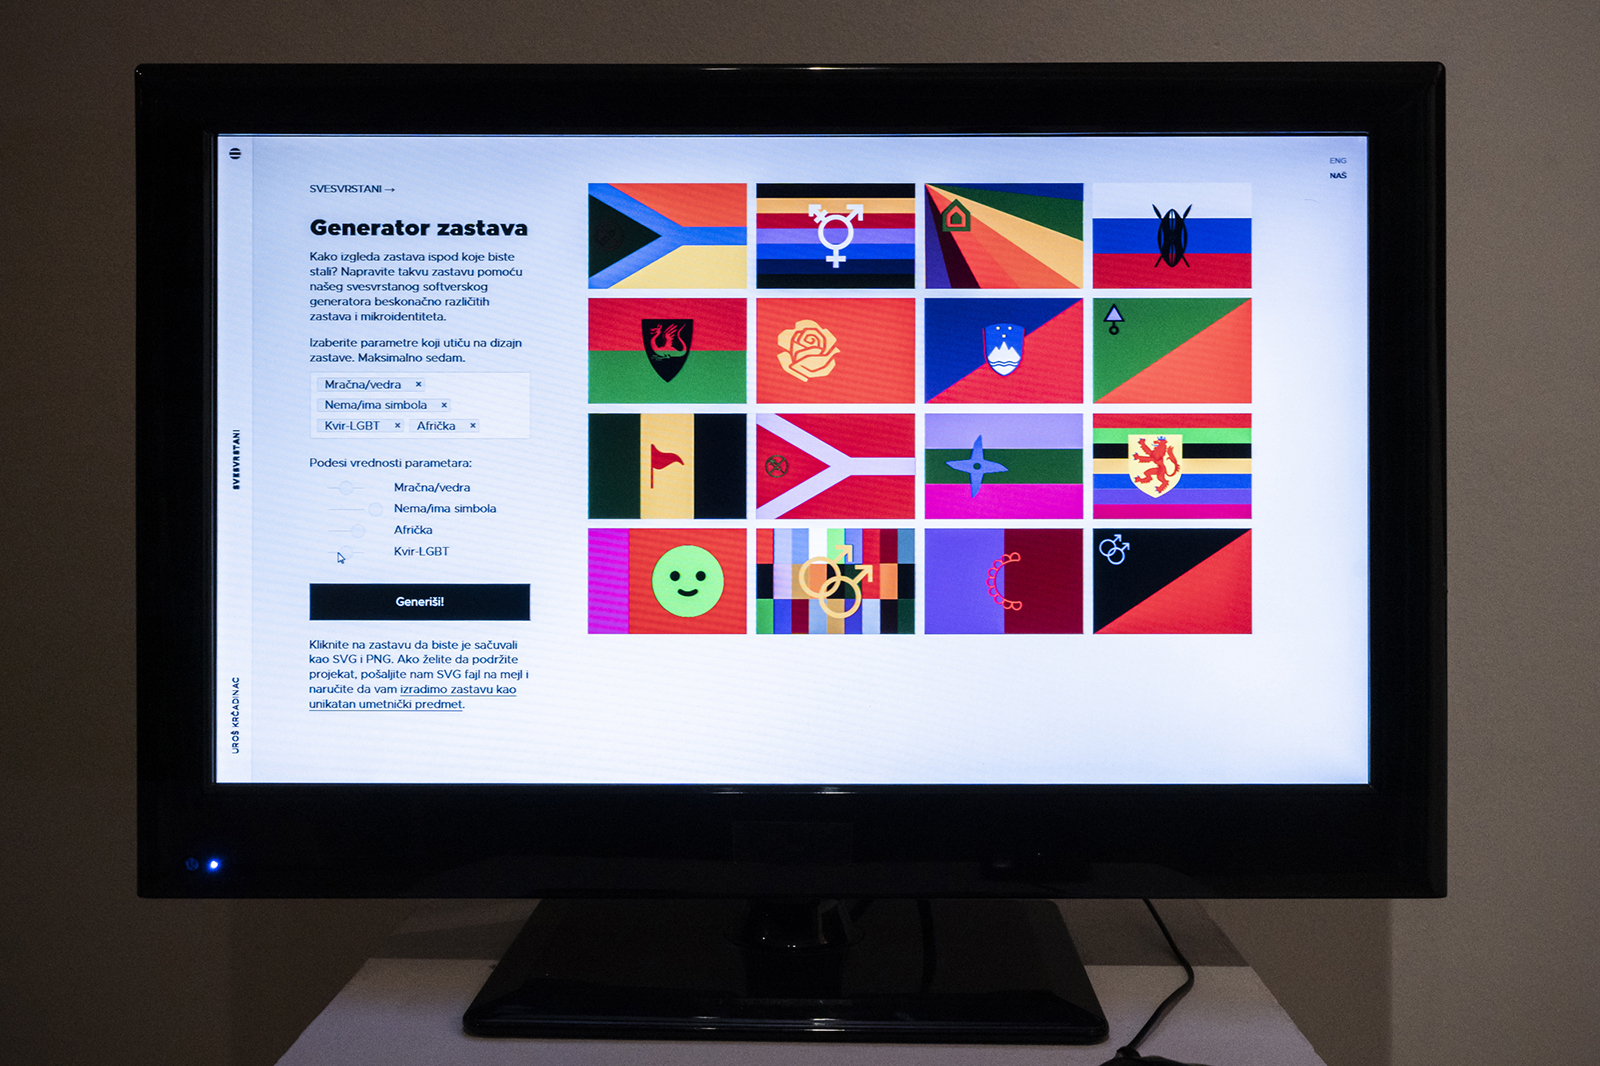 ENG
NAŠ
SVESVRSTANI →
Generator zastava
Kako izgleda zastava ispod koje biste
stali? Napravite takvu zastavu pomoću
našeg svesvrstanog softverskog
generatora beskonačno različitih
zastava i mikroidentiteta.
Izaberite parametre koji utiču na dizajn
zastave. Maksimalno sedam.
Mračna/vedra ×
Nema/ima simbola ×
Kvir-LGBT × Afrička ×
Podesi vrednosti parametara:
Mračna/vedra
Nema/ima simbola
Afrička
Kvir-LGBT
Generiši!
Kliknite na zastavu da biste je sačuvali
kao SVG i PNG. Ako želite da podržite
projekat, pošaljite nam SVG fajl na mejl i
naručite da vam izradimo zastavu kao
unikatan umetnički predmet.
SVESVRSTANI
UROŠ KRČADINAC